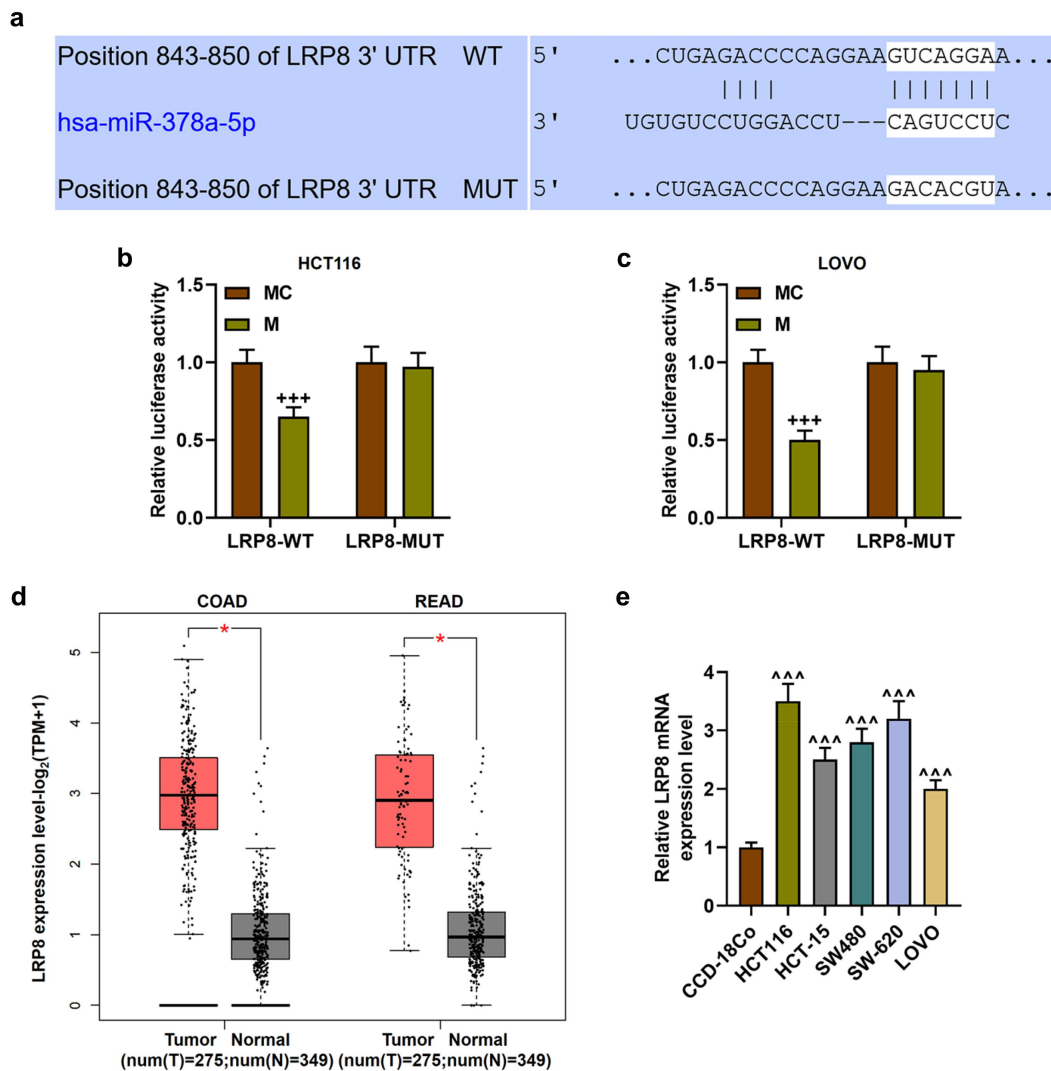 a
Position 843-850 of LRP8 3' UTR WT 5' ...CUGAGACCCCAGGAAGUCAGGAA...
hsa-miR-378a-5p 3' UGUGUCCUGGACCU---CAGUCCUC
Position 843-850 of LRP8 3' UTR MUT 5' ...CUGAGACCCCAGGAAGACACGUA...
b
HCT116
Relative luciferase activity
1.5
1.0
0.5
0.0
MC
M
+++
LRP8-WT LRP8-MUT
c
LOVO
Relative luciferase activity
1.5
1.0
0.5
0.0
MC
M
+++
LRP8-WT LRP8-MUT
d
COAD READ
LRP8 expression level-log2(TPM+1)
5
4
3
2
1
0
* *
Tumor Normal Tumor Normal
(num(T)=275;num(N)=349) (num(T)=275;num(N)=349)
e
Relative LRP8 mRNA
expression level
4
3
2
1
0
^^^ ^^^ ^^^ ^^^ ^^^
CCD-18Co HCT116 HCT-15 SW480 SW-620 LOVO